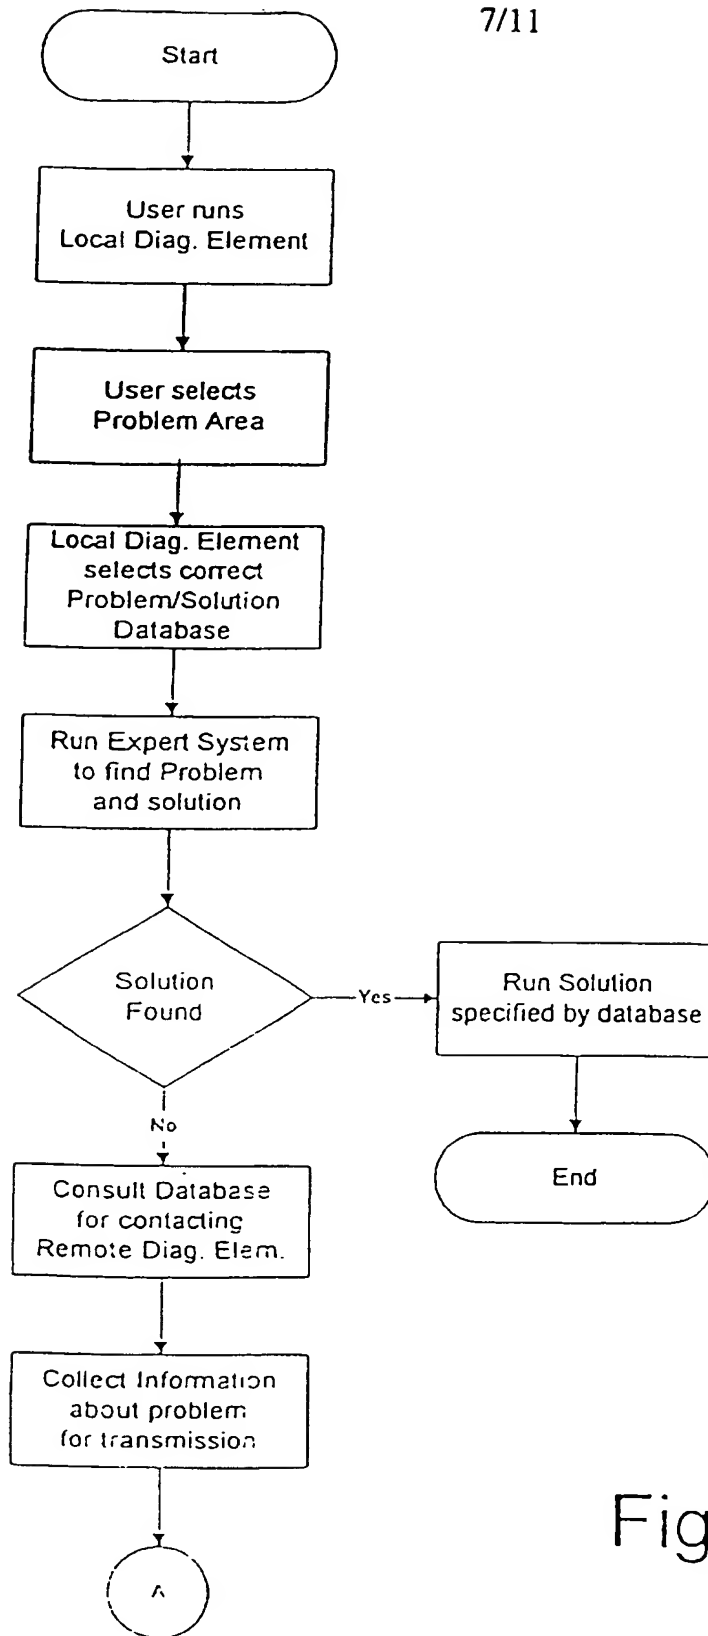 7/11
Start
User runs
Local Diag. Element
User selects
Problem Area
Local Diag. Element
selects correct
Problem/Solution
Database
Run Expert System
to find Problem
and solution
Solution
Found
Yes
Run Solution
specified by database
End
No
Consult Database
for contacting
Remote Diag. Elem.
Collect Information
about problem
for transmission
A
Fig